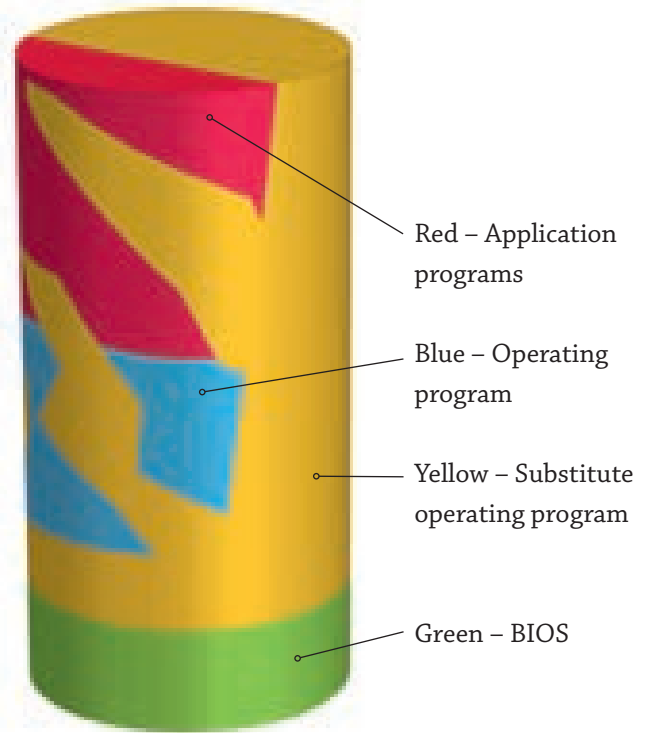 Red – Application
programs
Blue – Operating
program
Yellow – Substitute
operating program
Green – BIOS